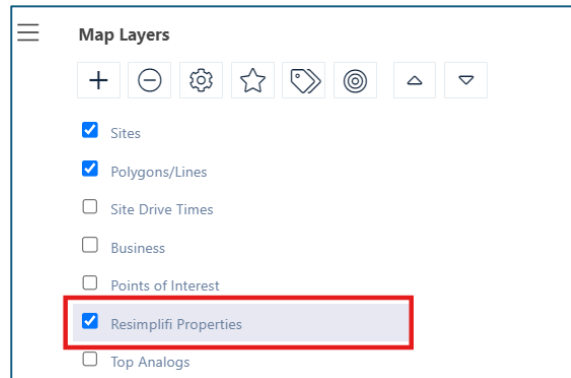 Map Layers
Sites
Polygons/Lines
Site Drive Times
Business
Points of Interest
Resimplifi Properties
Top Analogs